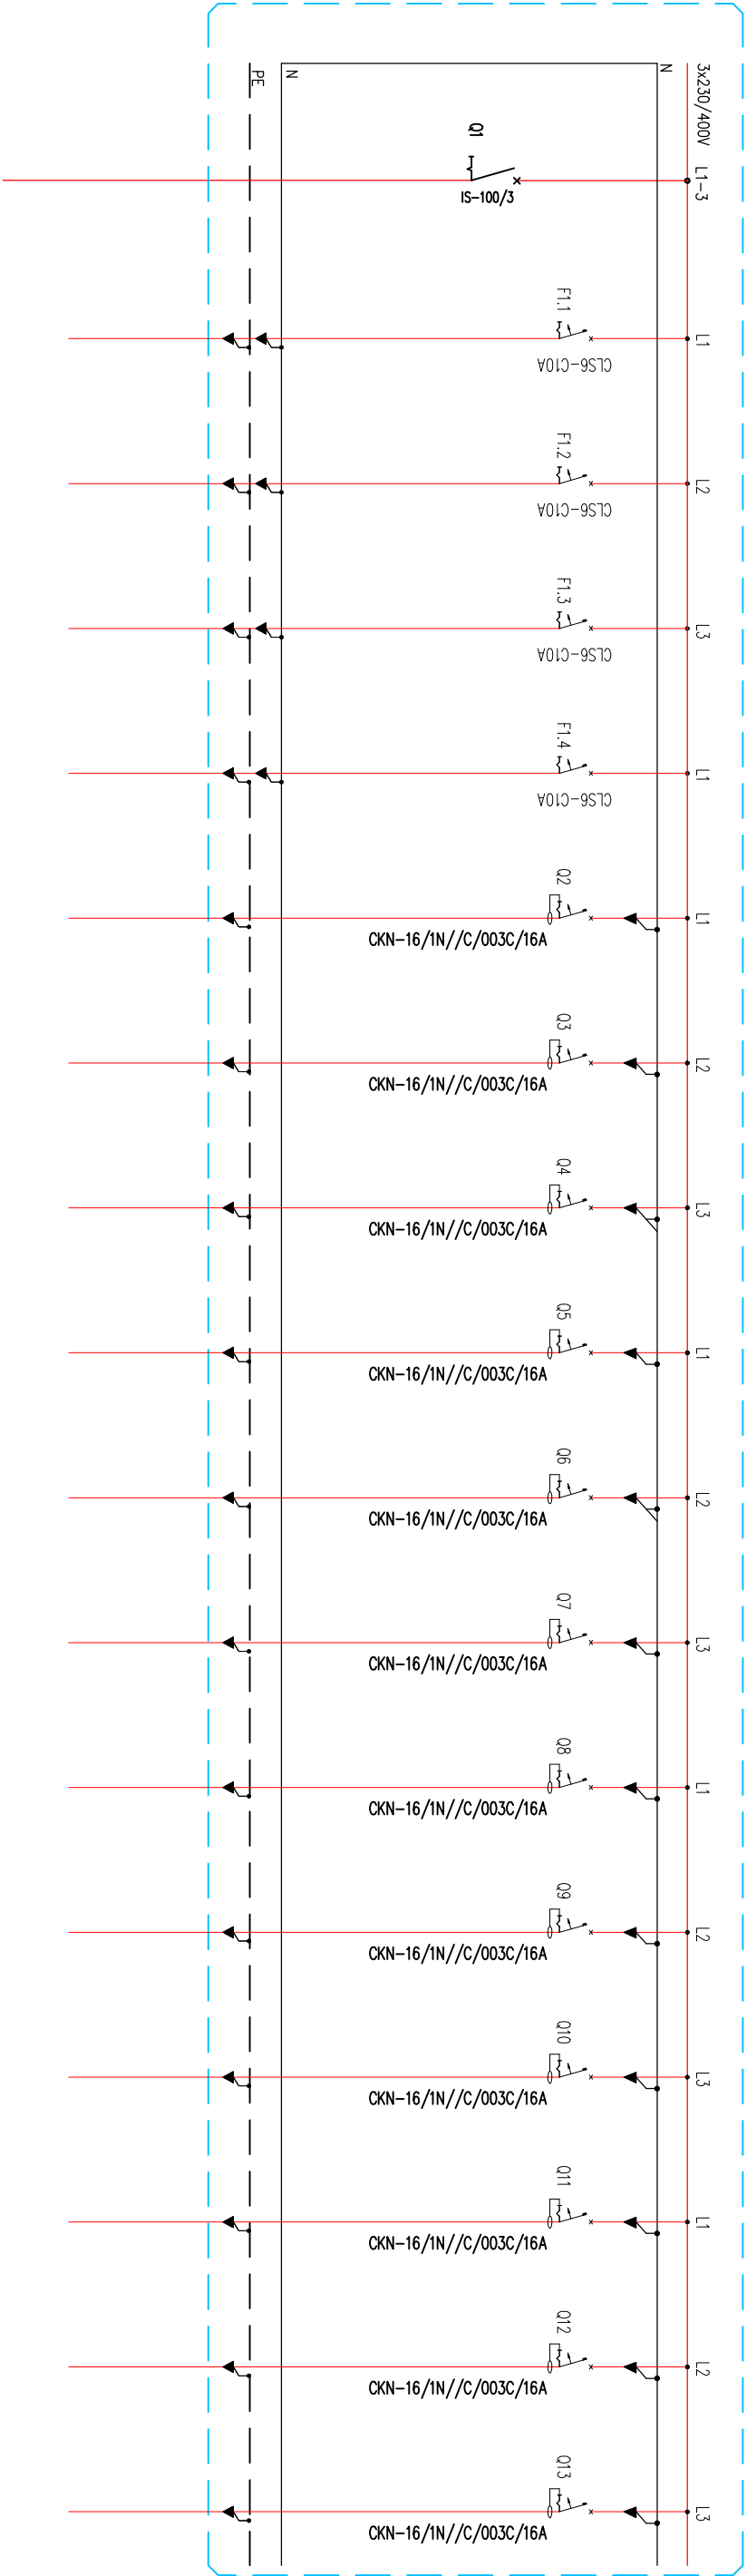 3x230/400V
N
N
PE
L1-3
Q1
IS-100/3
L1
F1.1
CLS6-C10A
L2
F1.2
CLS6-C10A
L3
F1.3
CLS6-C10A
L1
F1.4
CLS6-C10A
L1
Q2
CKN-16/1N//C/003C/16A
L2
Q3
CKN-16/1N//C/003C/16A
L3
Q4
CKN-16/1N//C/003C/16A
L1
Q5
CKN-16/1N//C/003C/16A
L2
Q6
CKN-16/1N//C/003C/16A
L3
Q7
CKN-16/1N//C/003C/16A
L1
Q8
CKN-16/1N//C/003C/16A
L2
Q9
CKN-16/1N//C/003C/16A
L3
Q10
CKN-16/1N//C/003C/16A
L1
Q11
CKN-16/1N//C/003C/16A
L2
Q12
CKN-16/1N//C/003C/16A
L3
Q13
CKN-16/1N//C/003C/16A